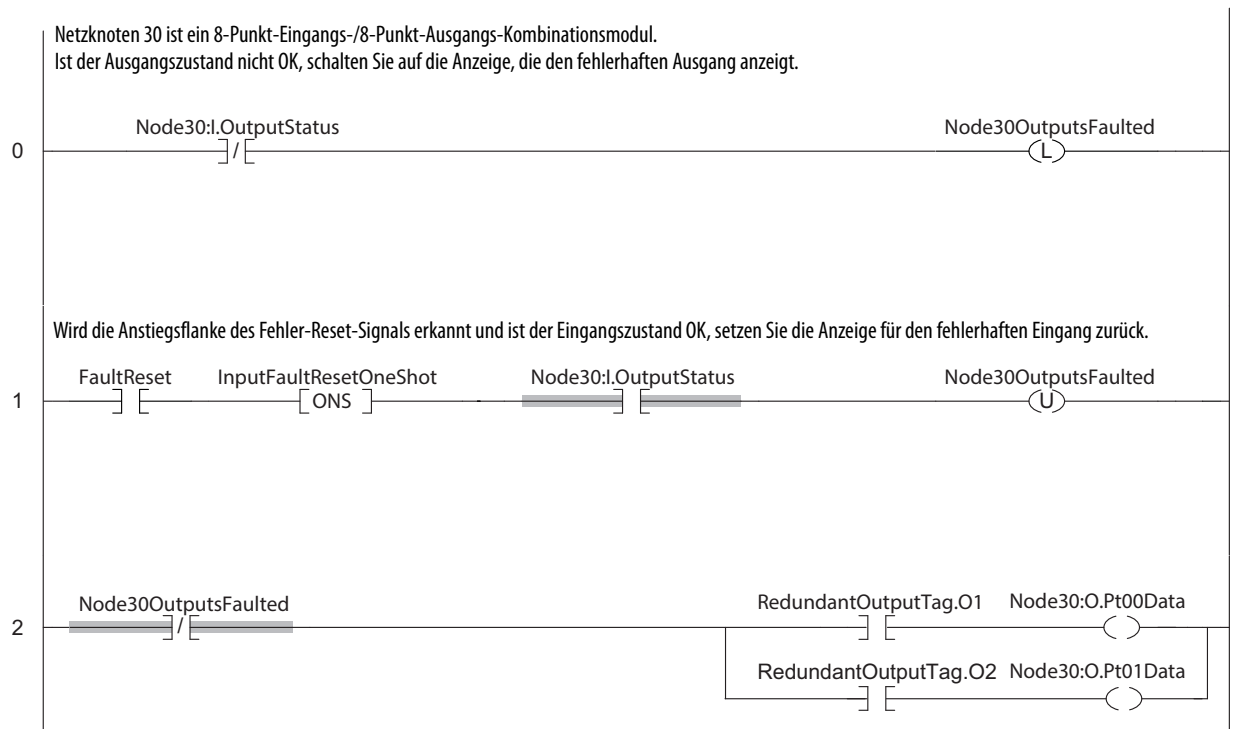 Netzknoten 30 ist ein 8-Punkt-Eingangs-/8-Punkt-Ausgangs-Kombinationsmodul.
Ist der Ausgangszustand nicht OK, schalten Sie auf die Anzeige, die den fehlerhaften Ausgang anzeigt.
Node30:I.OutputStatus Node30OutputsFaulted
0 / L
Wird die Anstiegsflanke des Fehler-Reset-Signals erkannt und ist der Eingangszustand OK, setzen Sie die Anzeige für den fehlerhaften Eingang zurück.
FaultReset InputFaultResetOneShot Node30:I.OutputStatus Node30OutputsFaulted
1 ONS U
Node30OutputsFaulted RedundantOutputTag.O1 Node30:O.Pt00Data
2 /
RedundantOutputTag.O2 Node30:O.Pt01Data